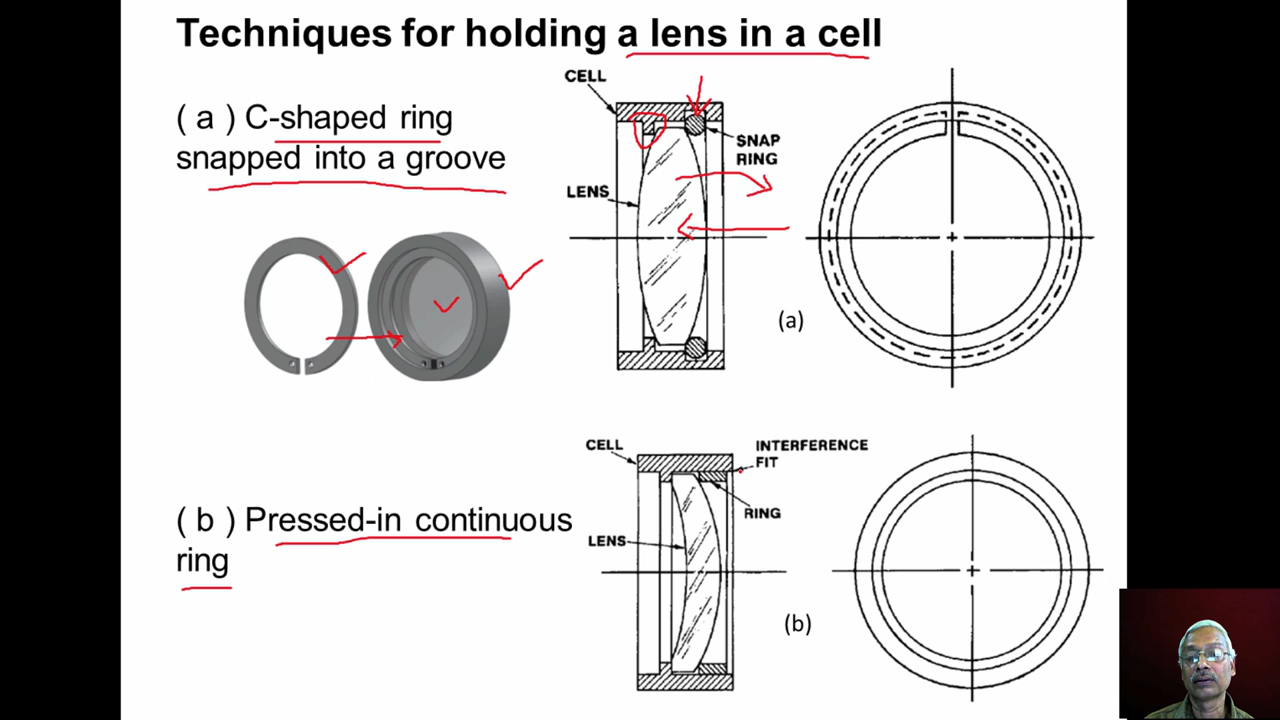 Techniques for holding a lens in a cell
( a ) C-shaped ring
snapped into a groove
CELL
SNAP
RING
LENS
(a)
( b ) Pressed-in continuous
ring
CELL
INTERFERENCE
FIT
RING
LENS
(b)